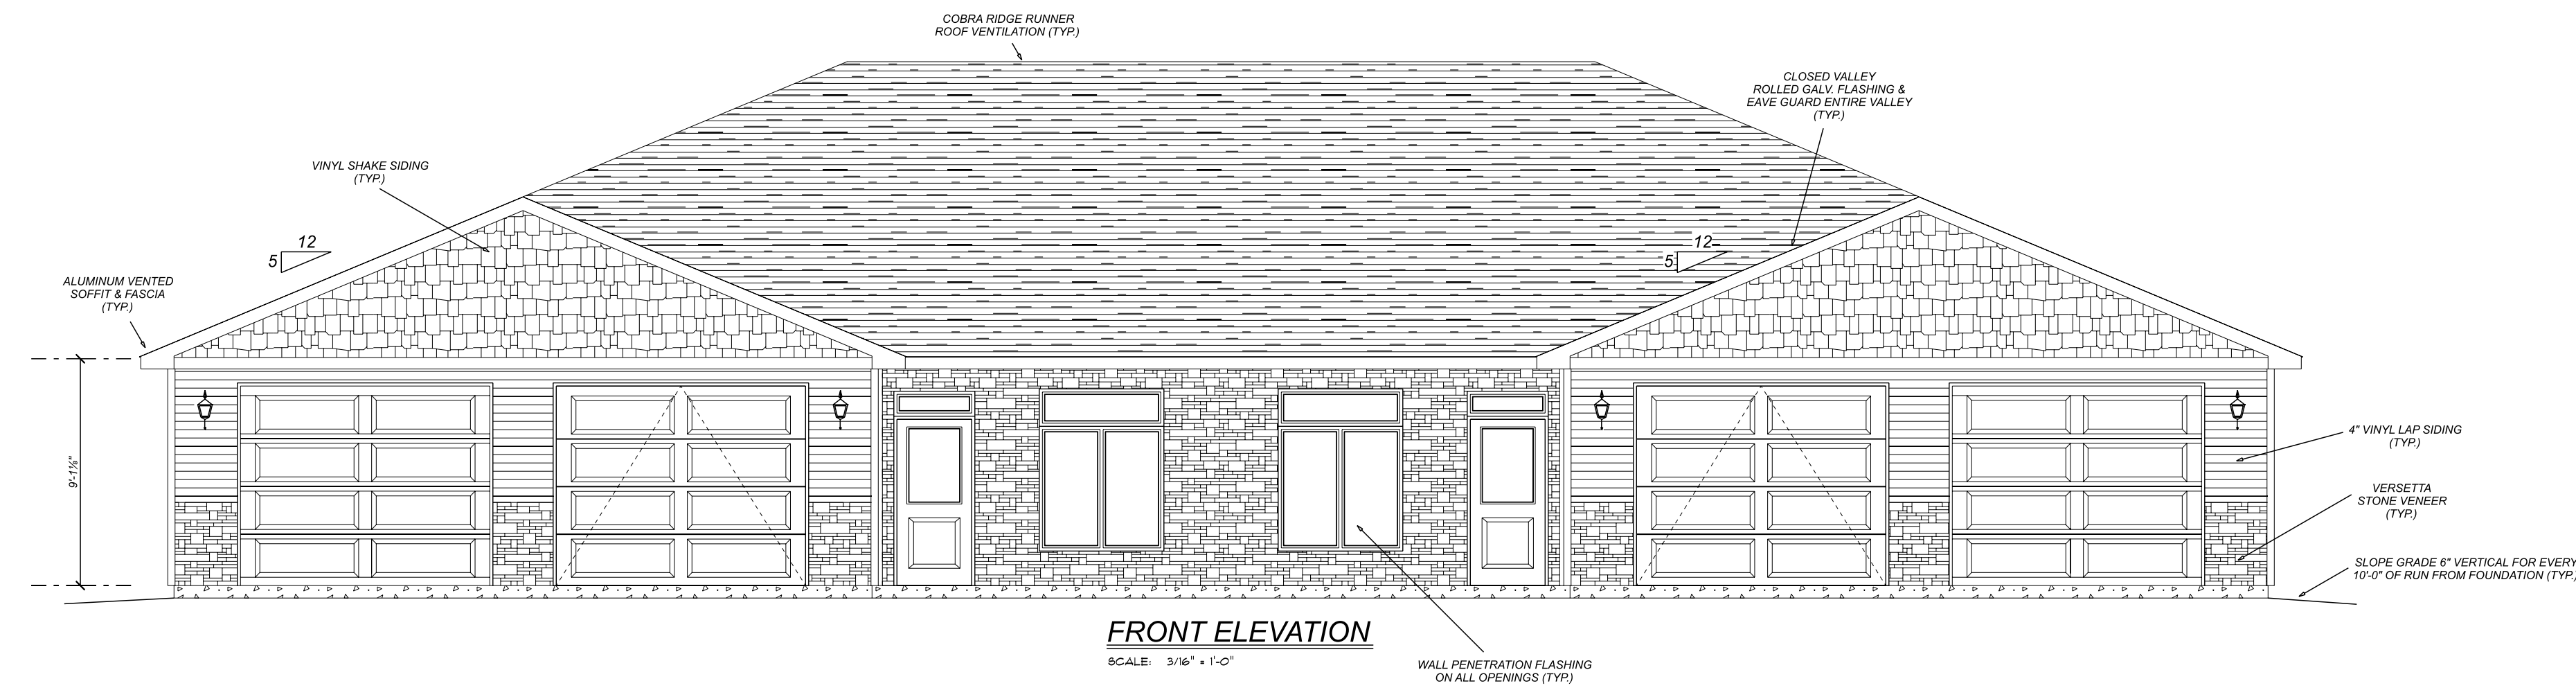 COBRA RIDGE RUNNER
ROOF VENTILATION (TYP.)
CLOSED VALLEY
ROLLED GALV. FLASHING &
EAVE GUARD ENTIRE VALLEY
(TYP.)
VINYL SHAKE SIDING
(TYP.)
12
5
12
5
ALUMINUM VENTED
SOFFIT & FASCIA
(TYP.)
9'-1⅛"
4" VINYL LAP SIDING
(TYP.)
VERSETTA
STONE VENEER
(TYP.)
SLOPE GRADE 6" VERTICAL FOR EVERY
10'-0" OF RUN FROM FOUNDATION (TYP.)
FRONT ELEVATION
SCALE: 3/16" = 1'-0"
WALL PENETRATION FLASHING
ON ALL OPENINGS (TYP.)